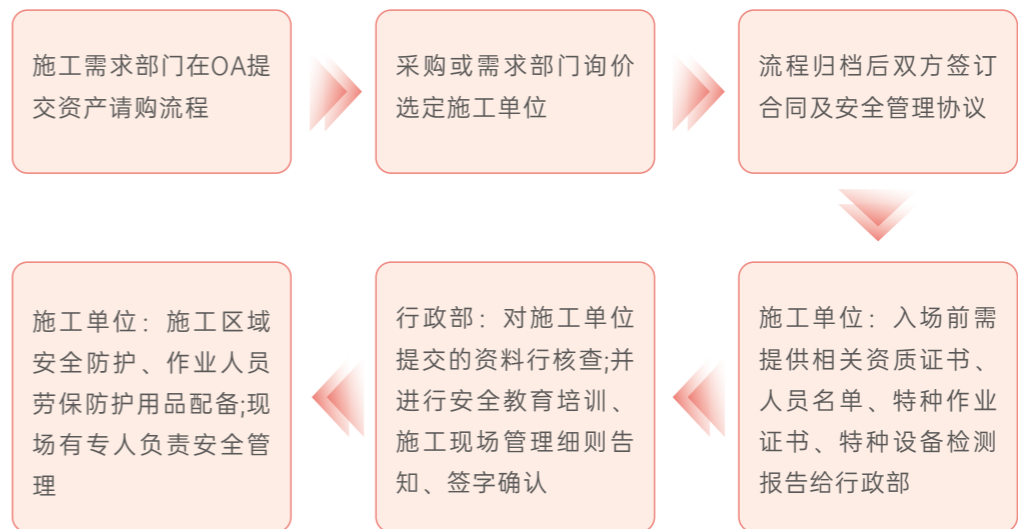 施工需求部门在OA提
交资产请购流程
采购或需求部门询价
选定施工单位
流程归档后双方签订
合同及安全管理协议
施工单位：入场前需
提供相关资质证书、
人员名单、特种作业
证书、特种设备检测
报告给行政部
行政部：对施工单位
提交的资料行核查;并
进行安全教育培训、
施工现场管理细则告
知、签字确认
施工单位：施工区域
安全防护、作业人员
劳保防护用品配备;现
场有专人负责安全管
理